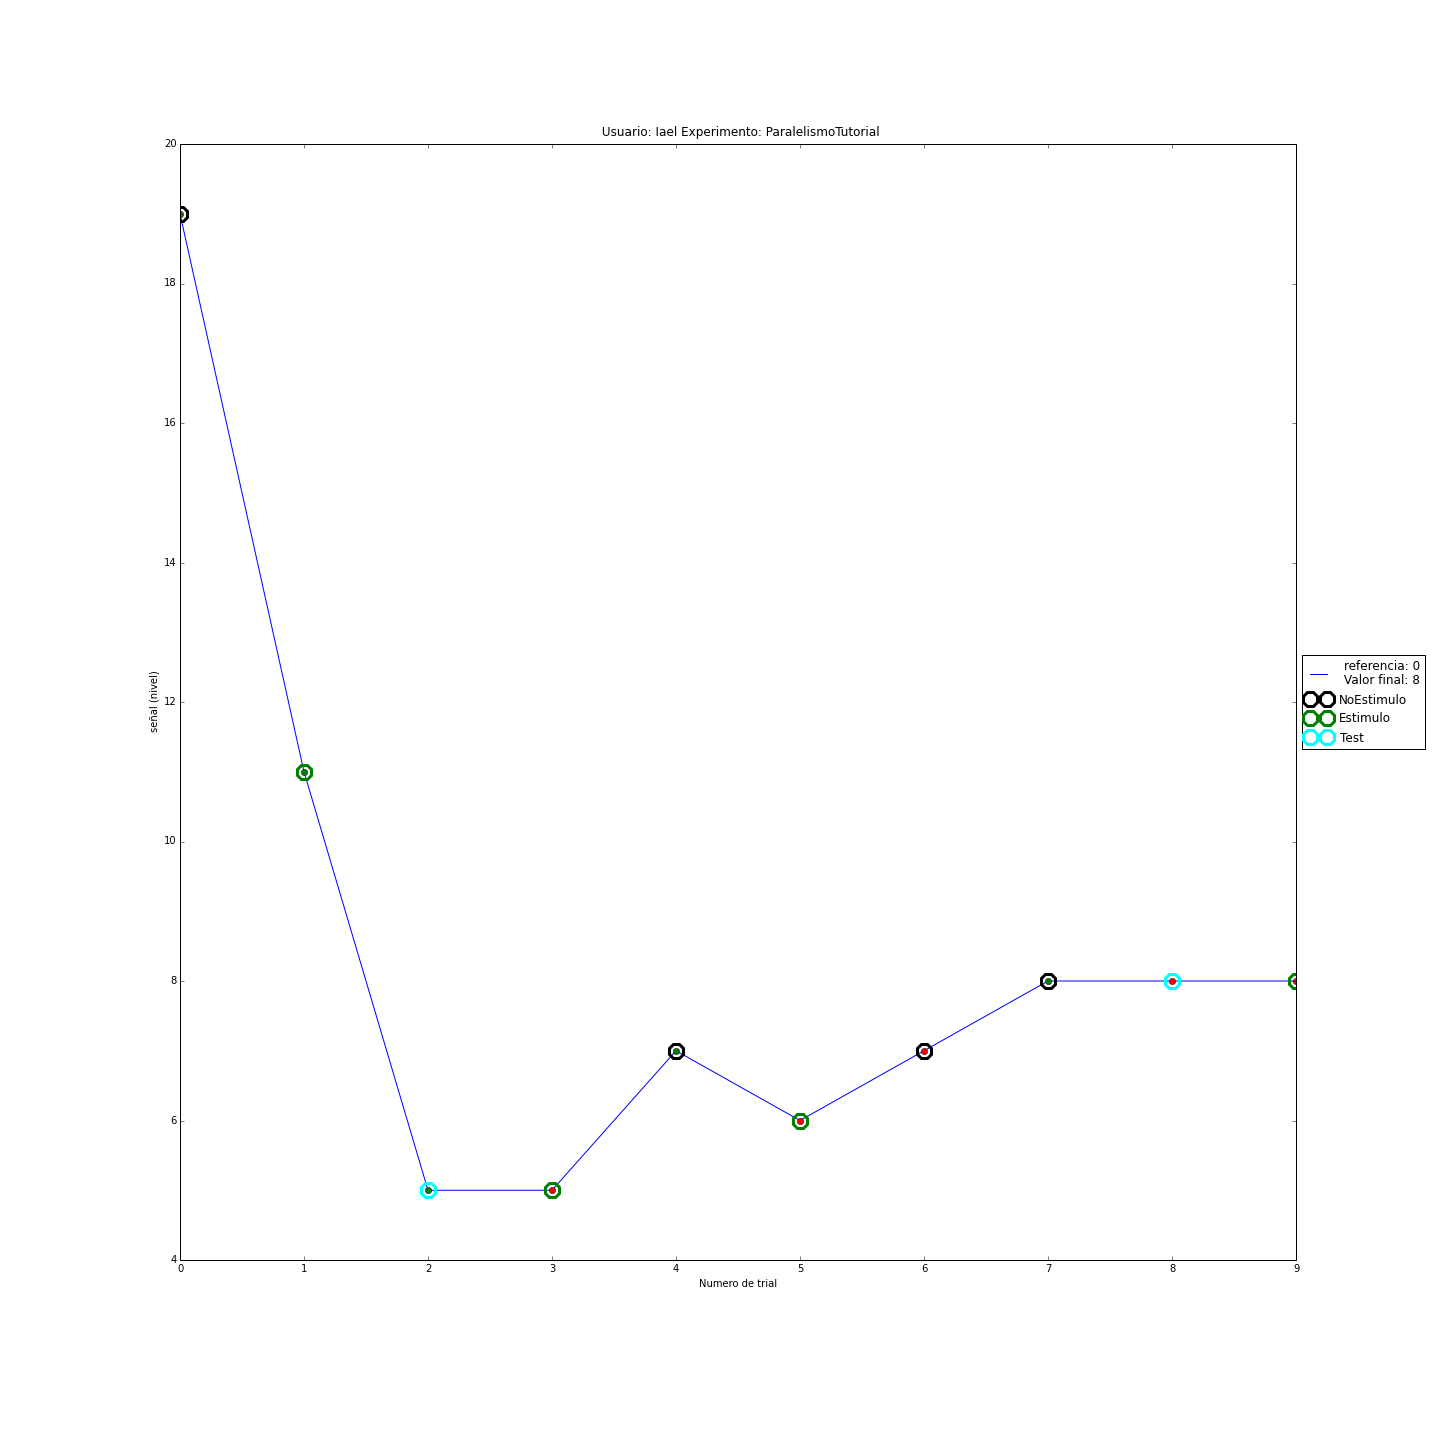 Usuario: Iael Experimento: ParalelismoTutorial
20
18
16
14
12
10
8
6
4
señal (nivel)
0 1 2 3 4 5 6 7 8 9
Numero de trial
referencia: 0
Valor final: 8
NoEstimulo
Estimulo
Test